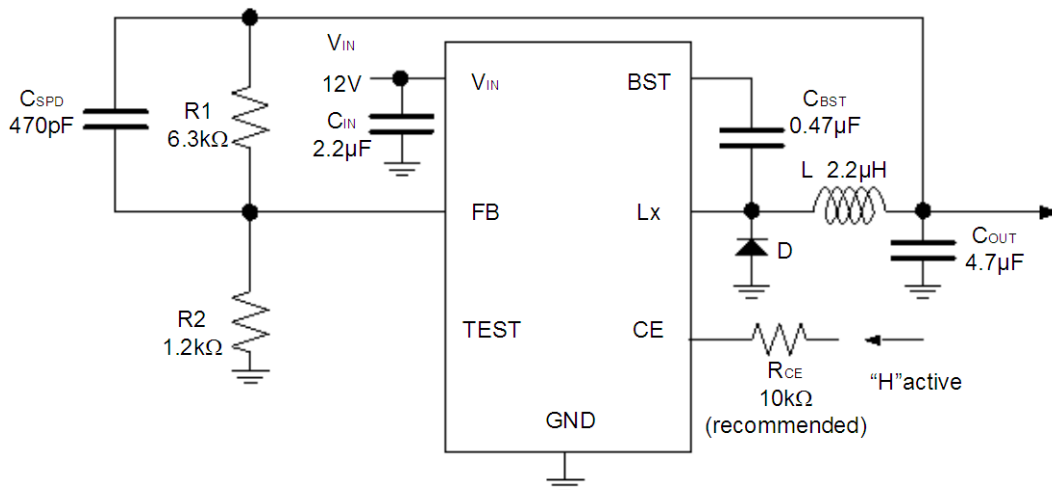 VIN
12V
CSPD
470pF
R1
6.3kΩ
CIN
2.2µF
VIN
BST
CBST
0.47µF
L 2.2µH
FB
Lx
D
COUT
4.7µF
R2
1.2kΩ
TEST
CE
RCE
10kΩ
(recommended)
“H”active
GND